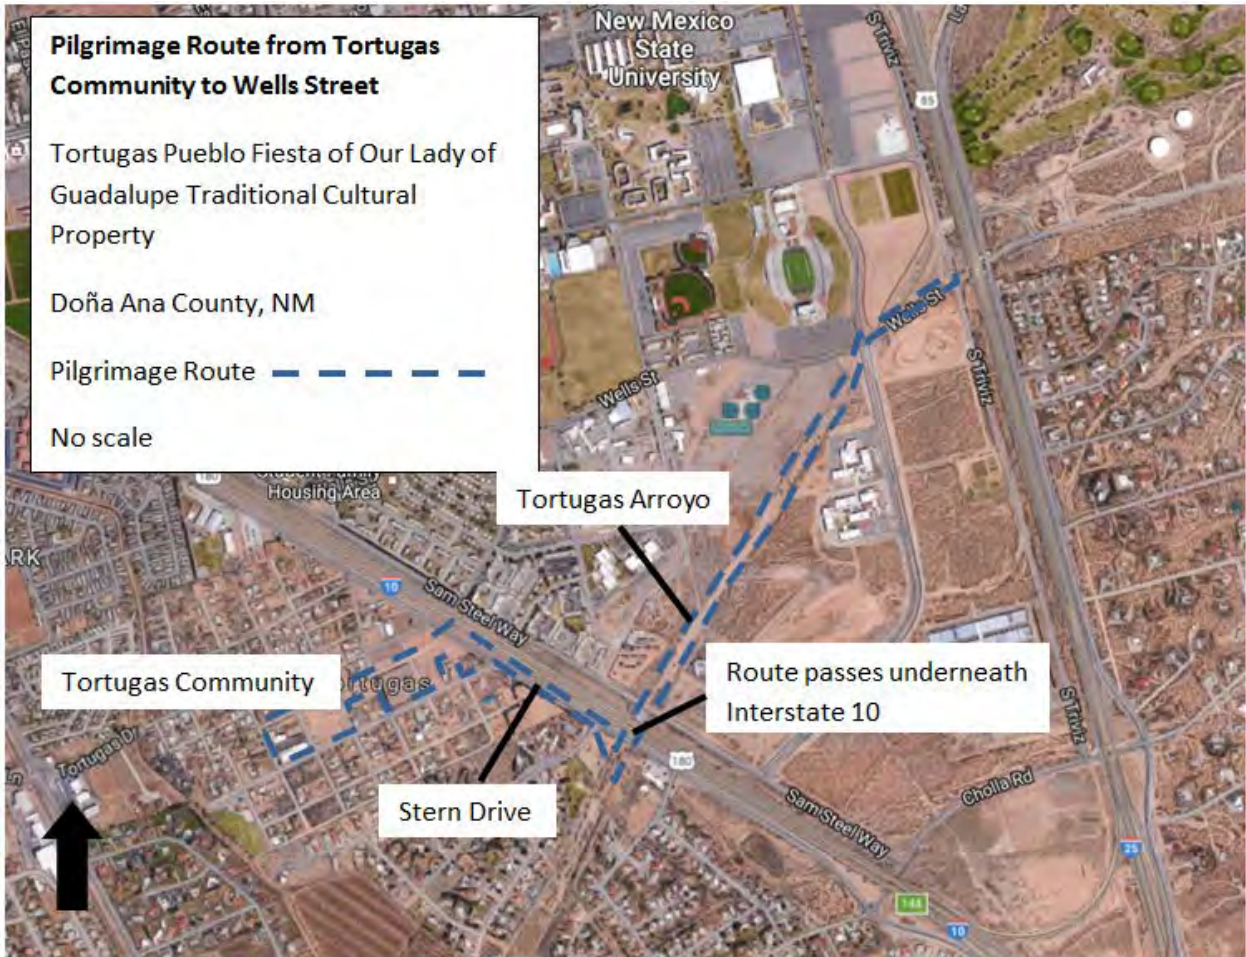 Pilgrimage Route from Tortugas
Community to Wells Street
Tortugas Pueblo Fiesta of Our Lady of
Guadalupe Traditional Cultural
Property
Doña Ana County, NM
Pilgrimage Route
No scale
New Mexico
State
University
S Triviz
85
Wells St
Wells St
S Triviz
180
Housing Area
Tortugas Arroyo
ARK
10
Sam Steel Way
Tortugas Community
Route passes underneath
Interstate 10
S Triviz
Tortugas Dr
Ln
Stern Drive
180
Cholla Rd
Sam Steel Way
25
144
10